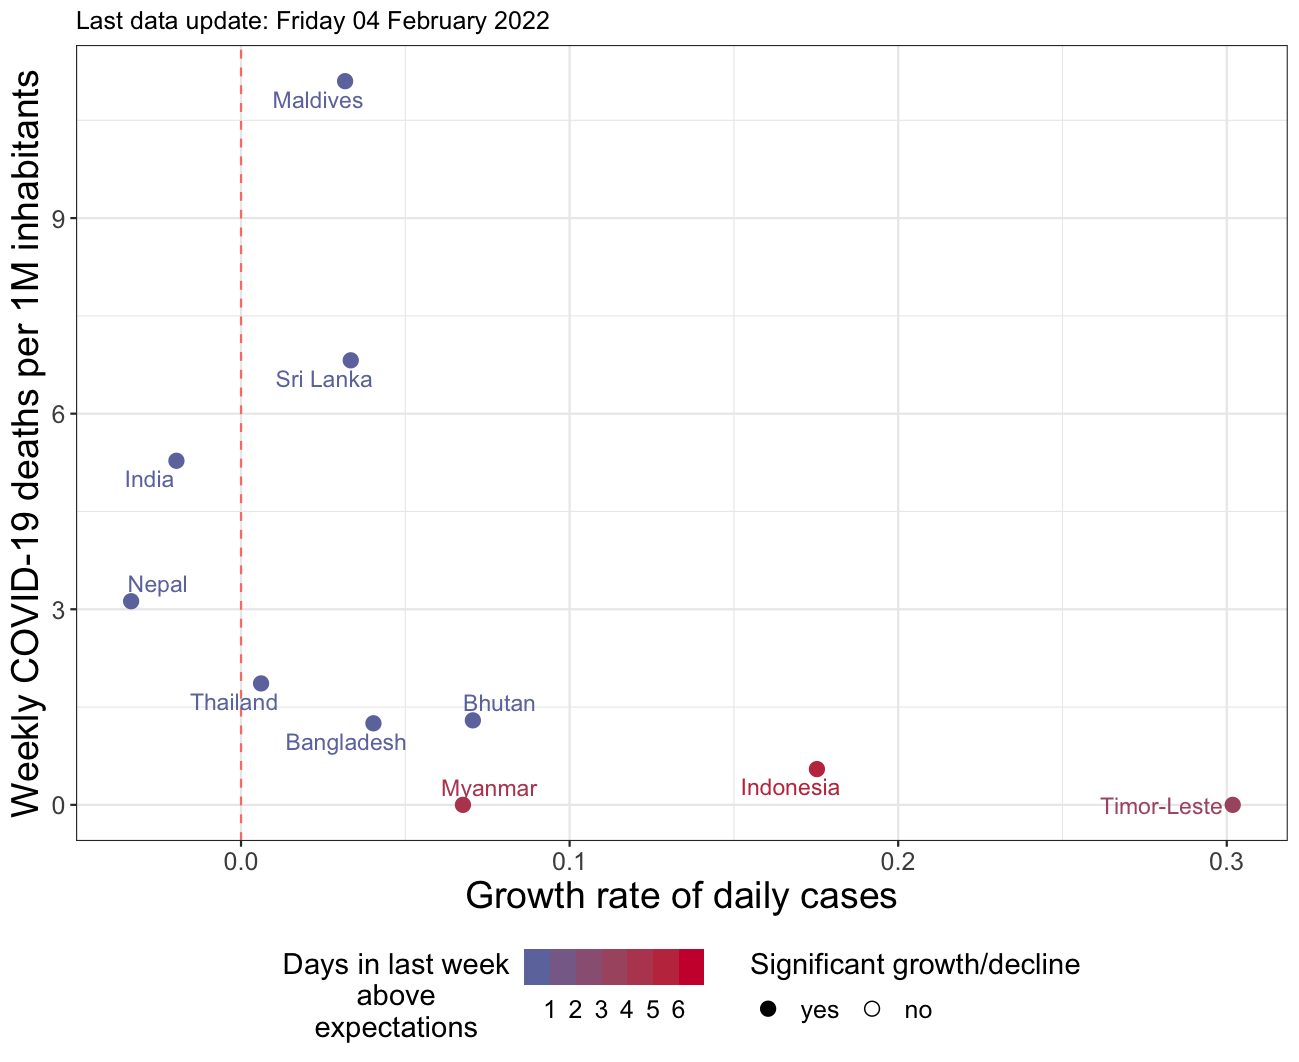 Last data update: Friday 04 February 2022
Weekly COVID-19 deaths per 1M inhabitants
9
6
3
0
Maldives
Sri Lanka
India
Nepal
Thailand
Bangladesh
Bhutan
Myanmar
Indonesia
Timor-Leste
0.0 0.1 0.2 0.3
Growth rate of daily cases
Days in last week
above
expectations
1 2 3 4 5 6
Significant growth/decline
yes no